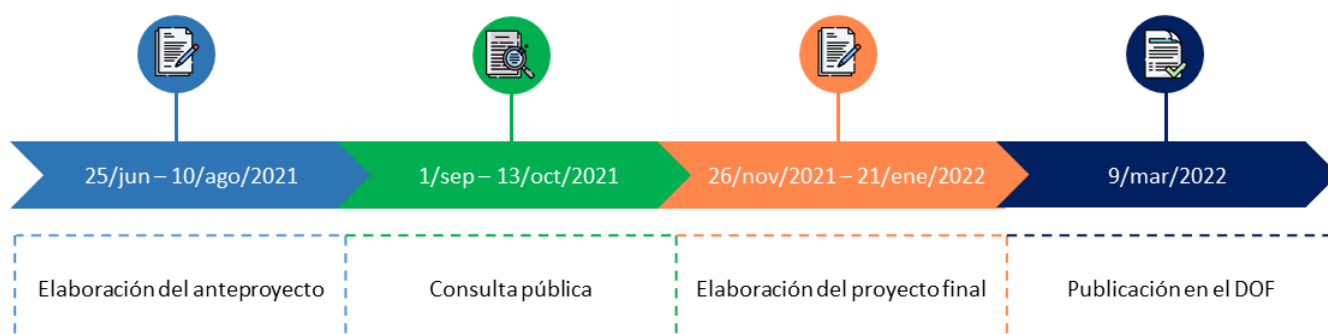 25/jun – 10/ago/2021
1/sep – 13/oct/2021
26/nov/2021 – 21/ene/2022
9/mar/2022
Elaboración del anteproyecto
Consulta pública
Elaboración del proyecto final
Publicación en el DOF